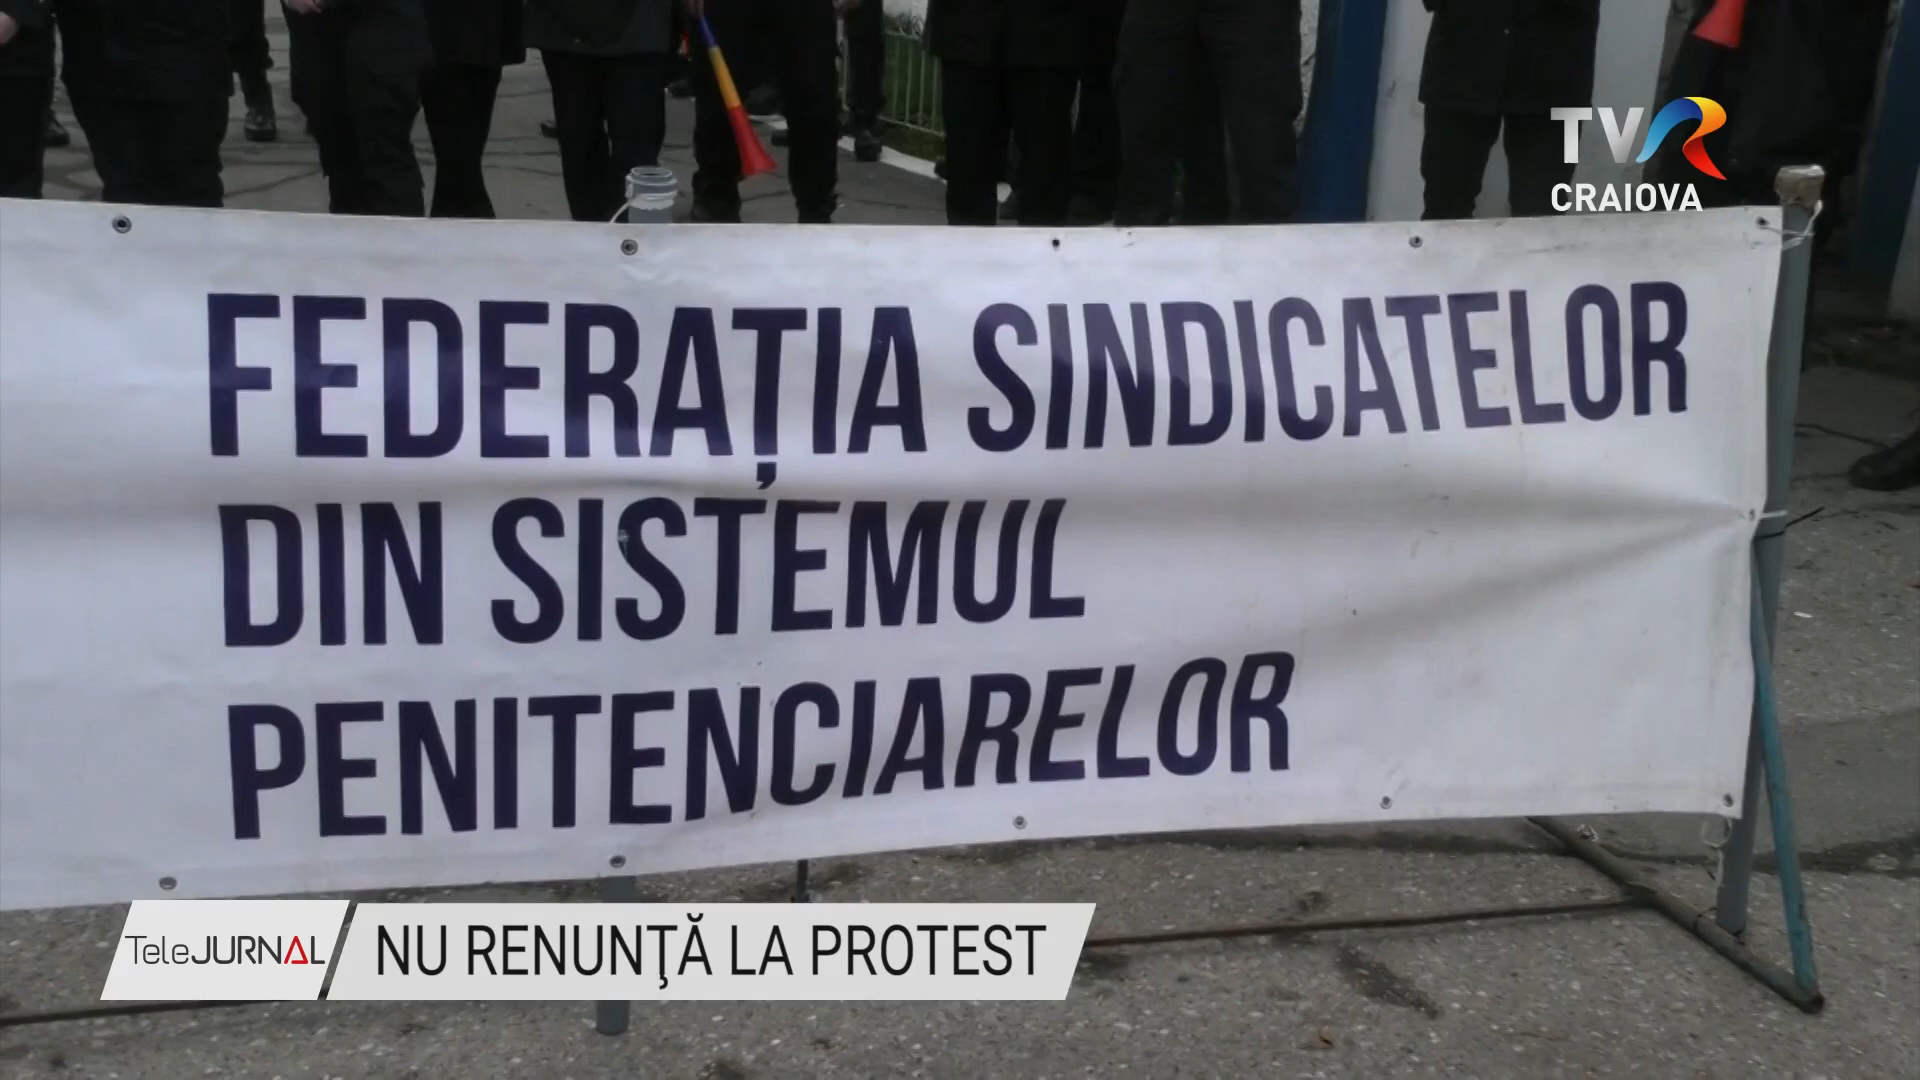 TVR
CRAIOVA
FEDERAȚIA SINDICATELOR
DIN SISTEMUL
PENITENCIARELOR
TeleJURNAL
NU RENUNŢĂ LA PROTEST